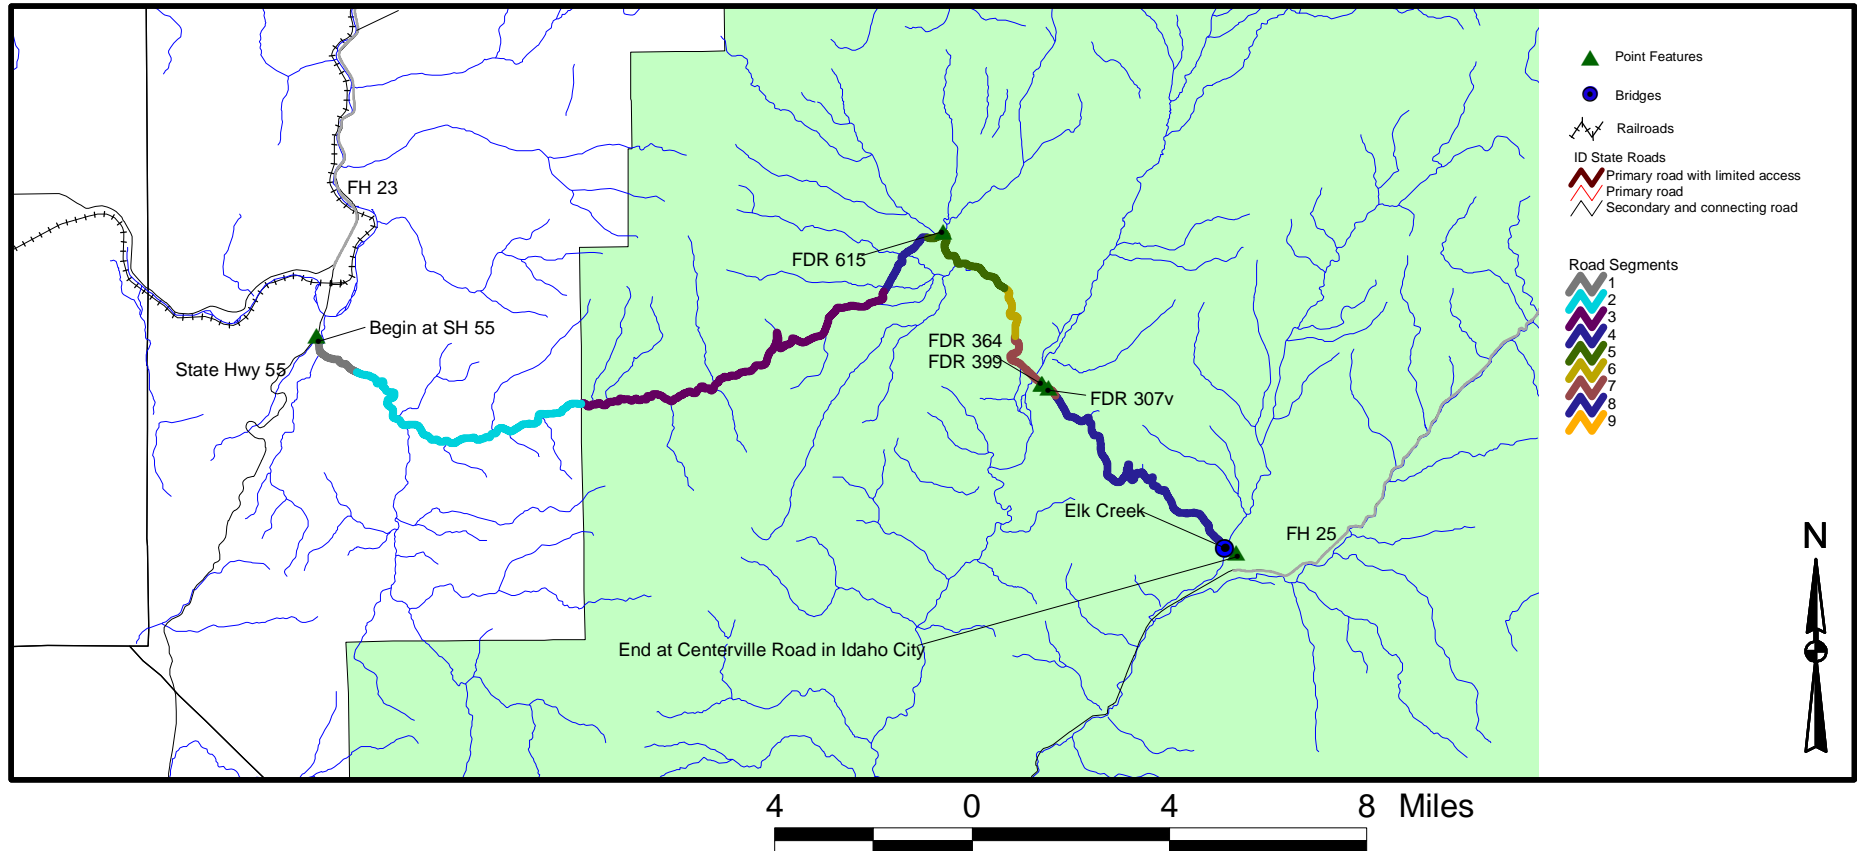 FH 23
FDR 615
Begin at SH 55
State Hwy 55
FDR 364
FDR 399
FDR 307v
Elk Creek
FH 25
End at Centerville Road in Idaho City
Point Features
Bridges
Railroads
ID State Roads
Primary road with limited access
Primary road
Secondary and connecting road
Road Segments
1
2
3
4
5
6
7
8
9
N
4 0 4 8 Miles